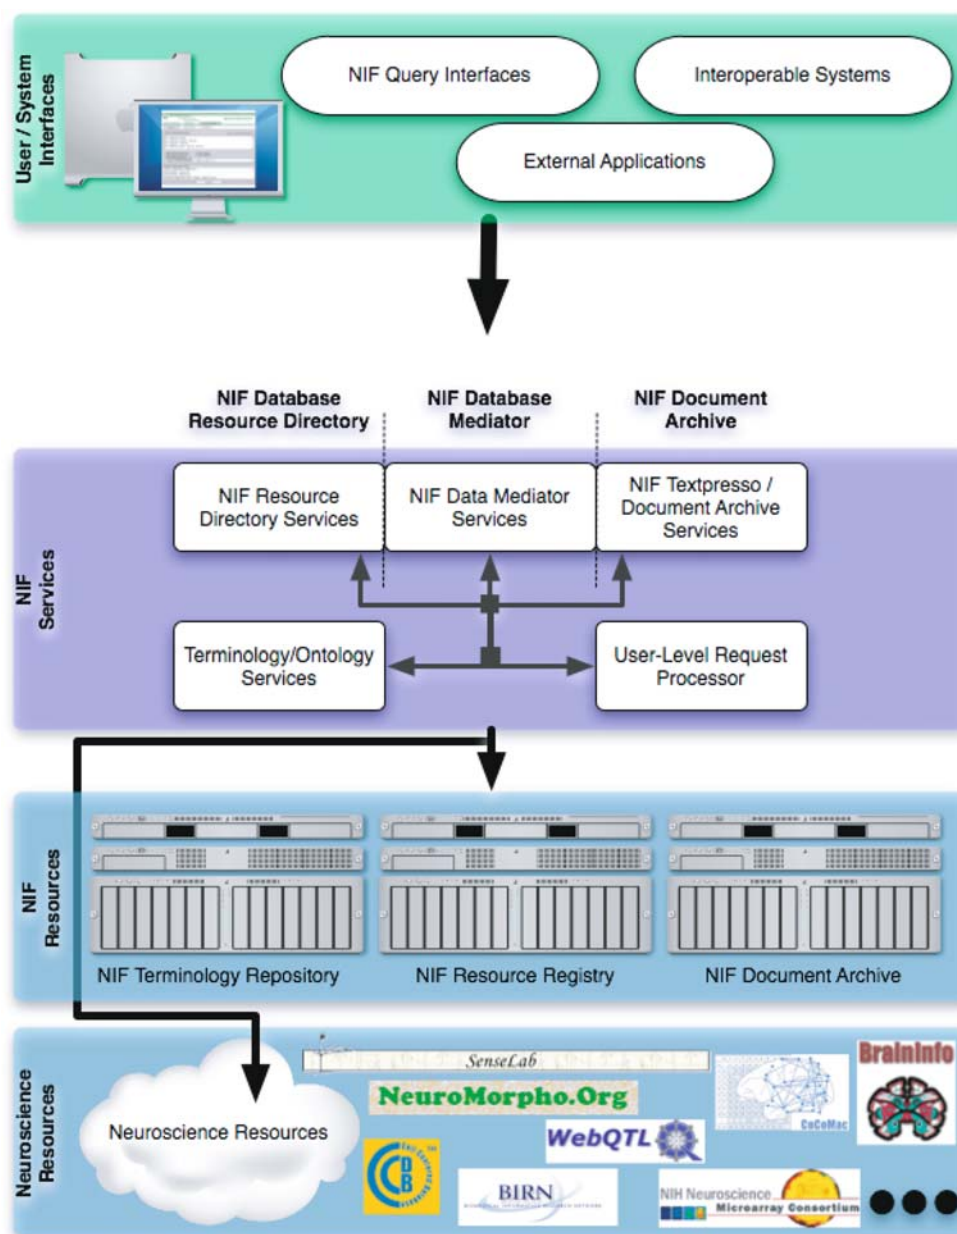 User / System
Interfaces
NIF Query Interfaces
Interoperable Systems
External Applications
NIF Database
Resource Directory
NIF Database
Mediator
NIF Document
Archive
NIF
Services
NIF Resource
Directory Services
NIF Data Mediator
Services
NIF Textpresso /
Document Archive
Services
Terminology/Ontology
Services
User-Level Request
Processor
NIF
Resources
NIF Terminology Repository
NIF Resource Registry
NIF Document Archive
Neuroscience
Resources
Neuroscience Resources
SenseLab
NeuroMorpho.Org
CoCoMac
BrainInfo
WebQTL
CCDB
BIRN
NIH Neuroscience
Microarray Consortium